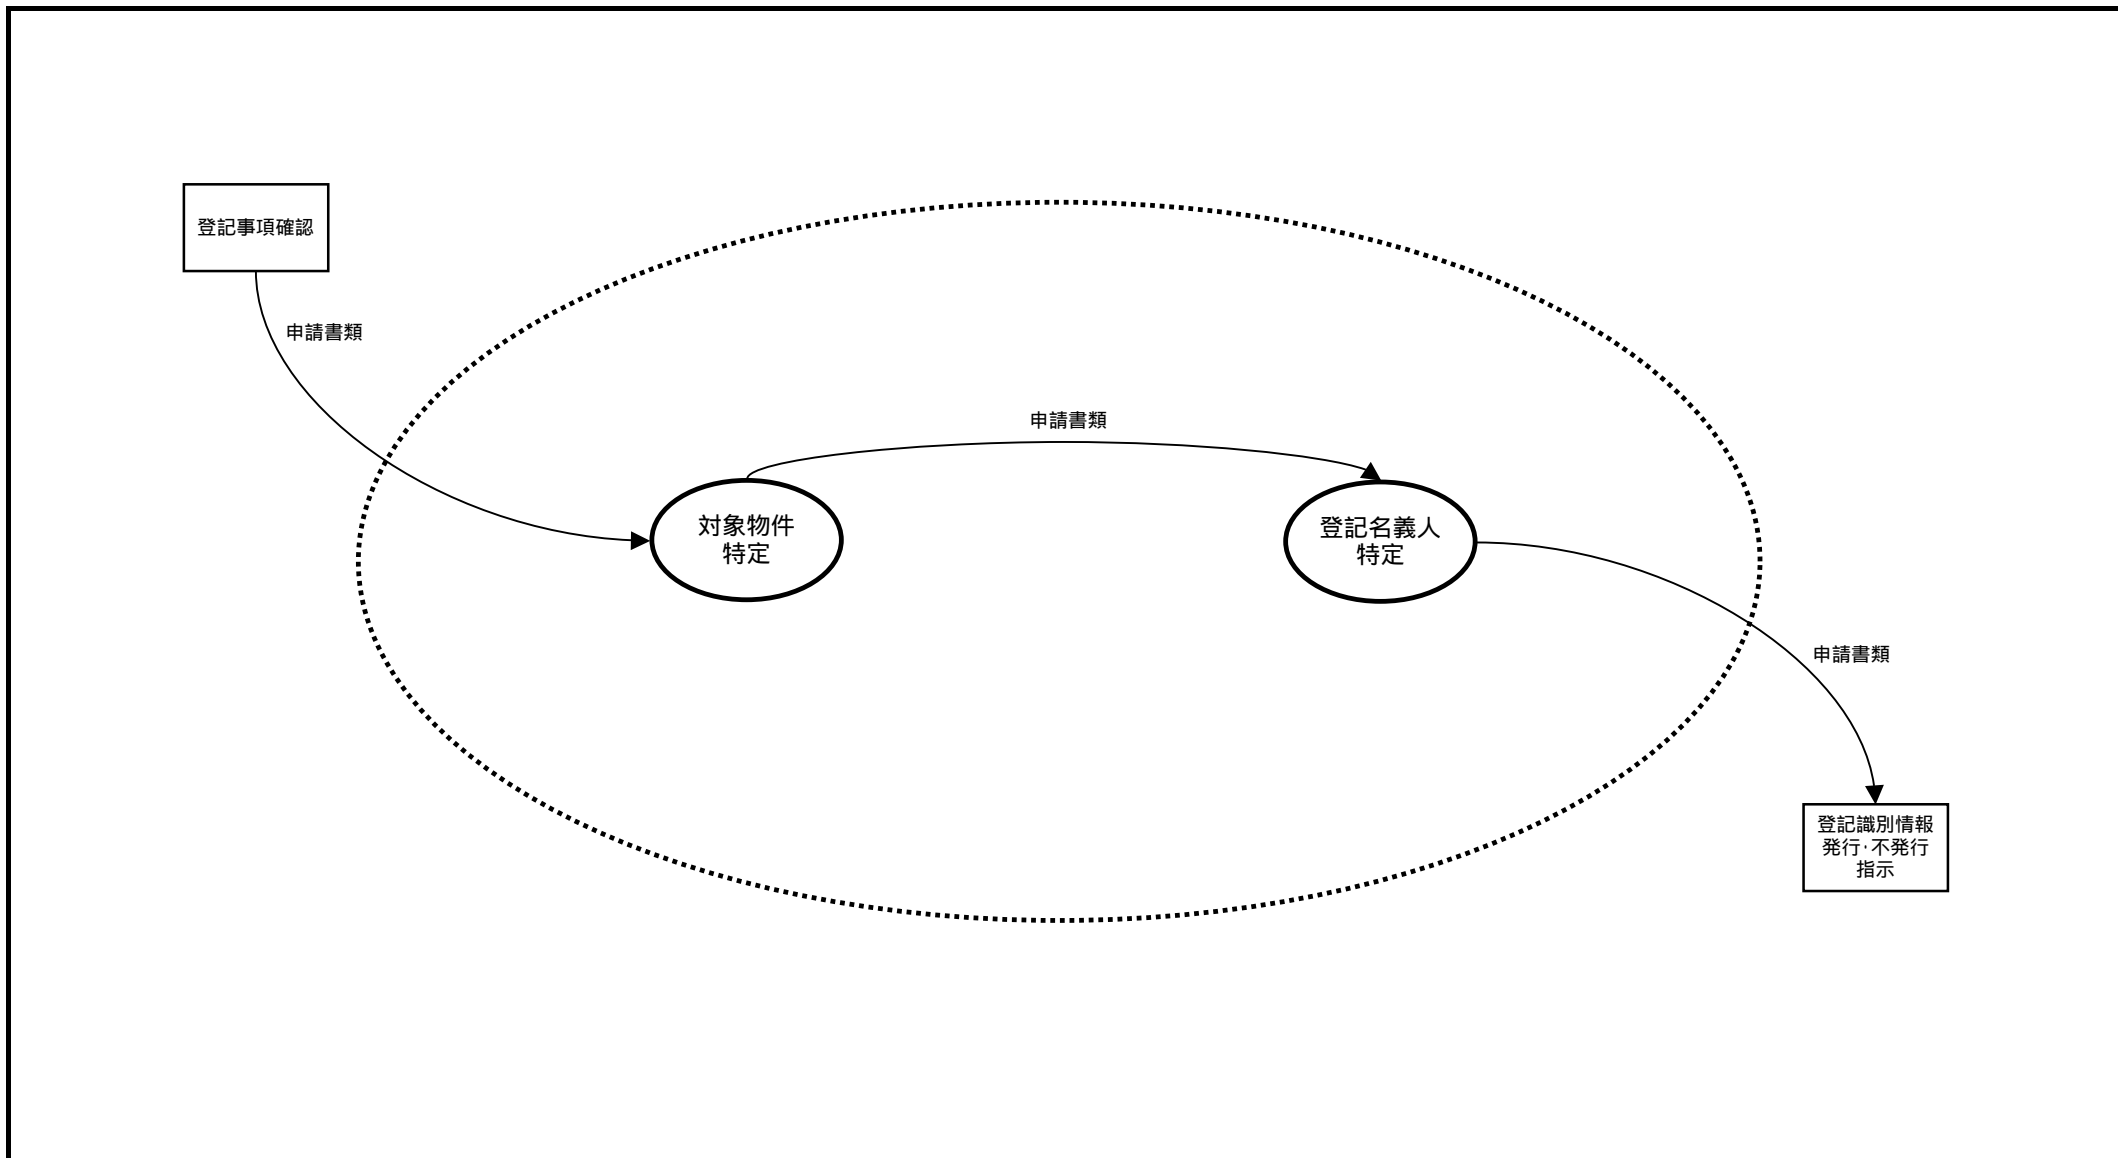 登記事項確認
申請書類
申請書類
対象物件
特定
登記名義人
特定
申請書類
登記識別情報
発行・不発行
指示